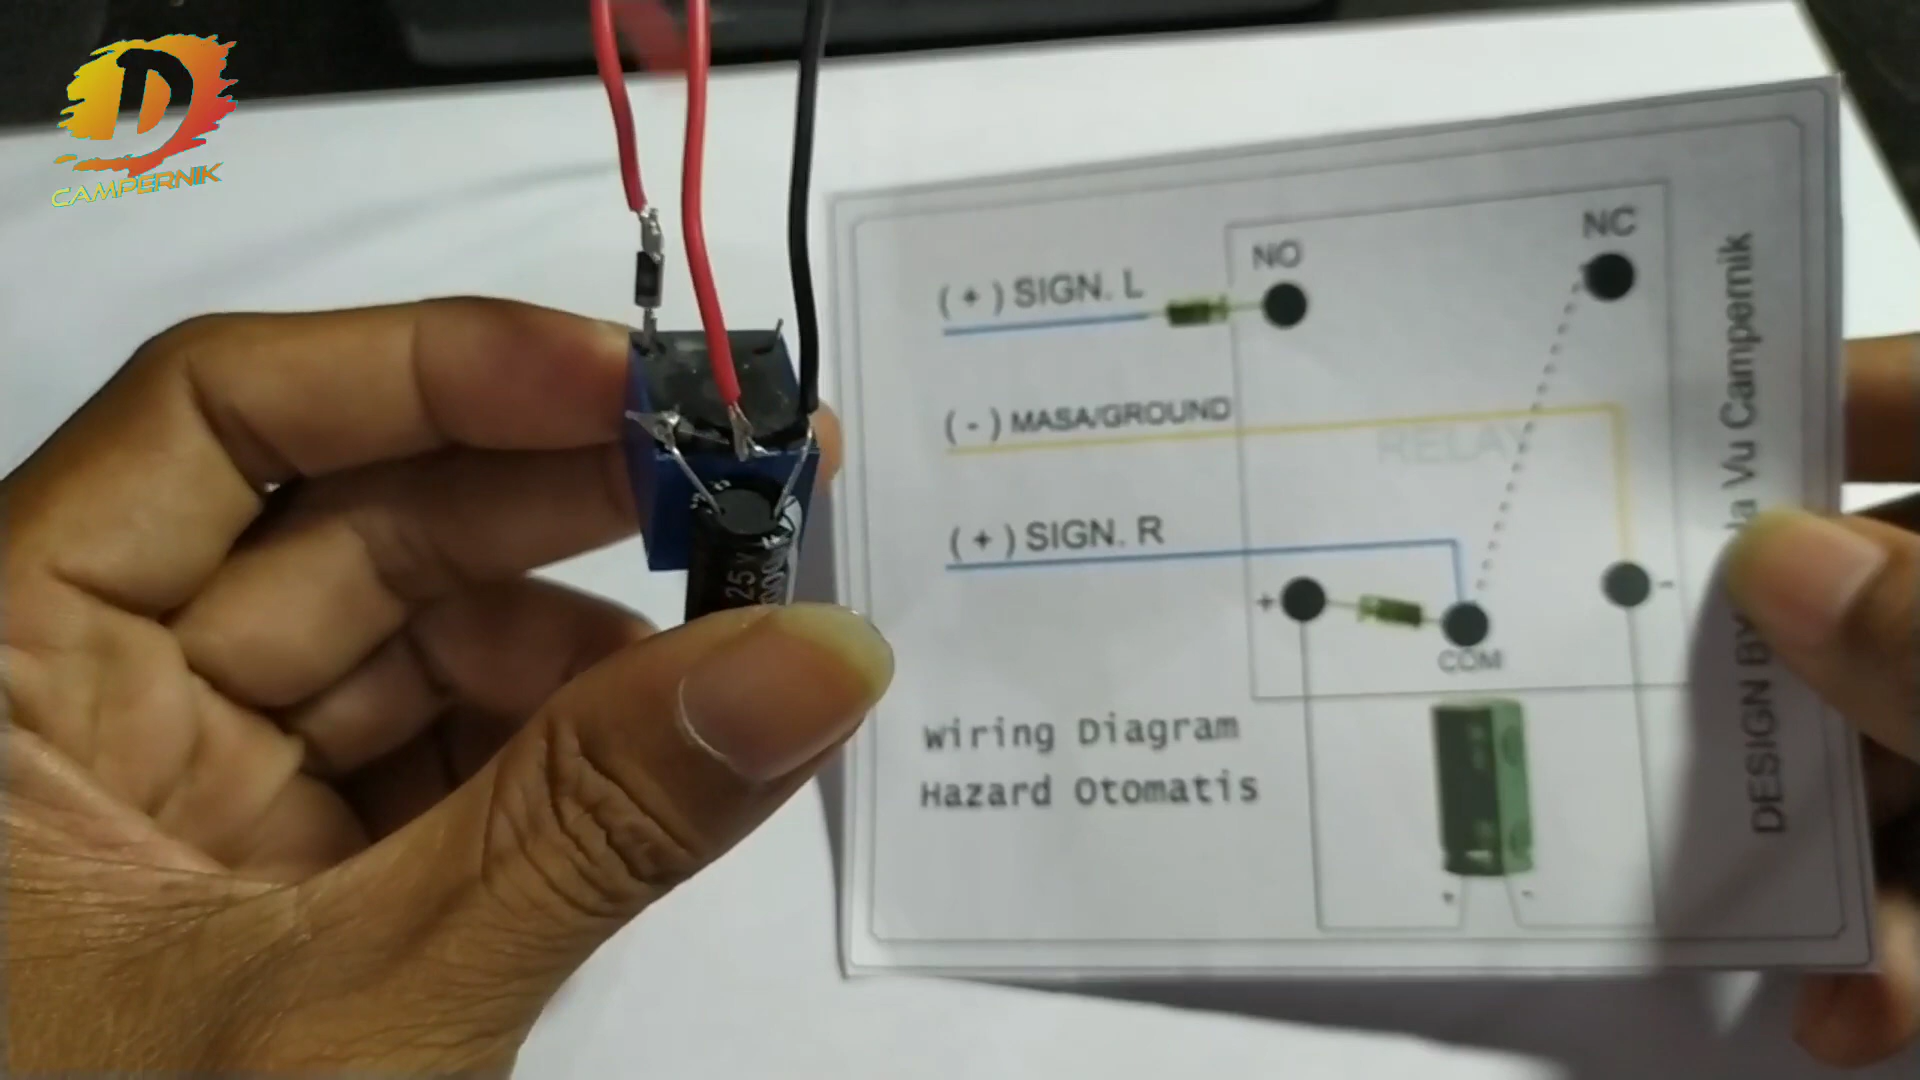 D
CAMPERNIK
NO
NC
( + ) SIGN. L
( - ) MASA/GROUND
RELAY
( + ) SIGN. R
+
-
COM
Wiring Diagram
Hazard Otomatis
+ -
DESIGN BY Vu Campernik
25V